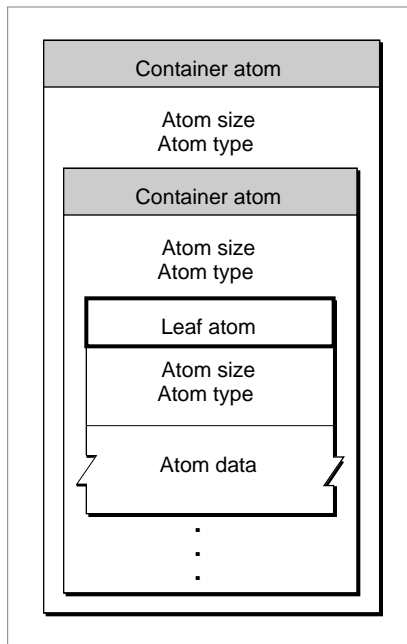 Container atom
Atom size
Atom type
Container atom
Atom size
Atom type
Leaf atom
Atom size
Atom type
Atom data